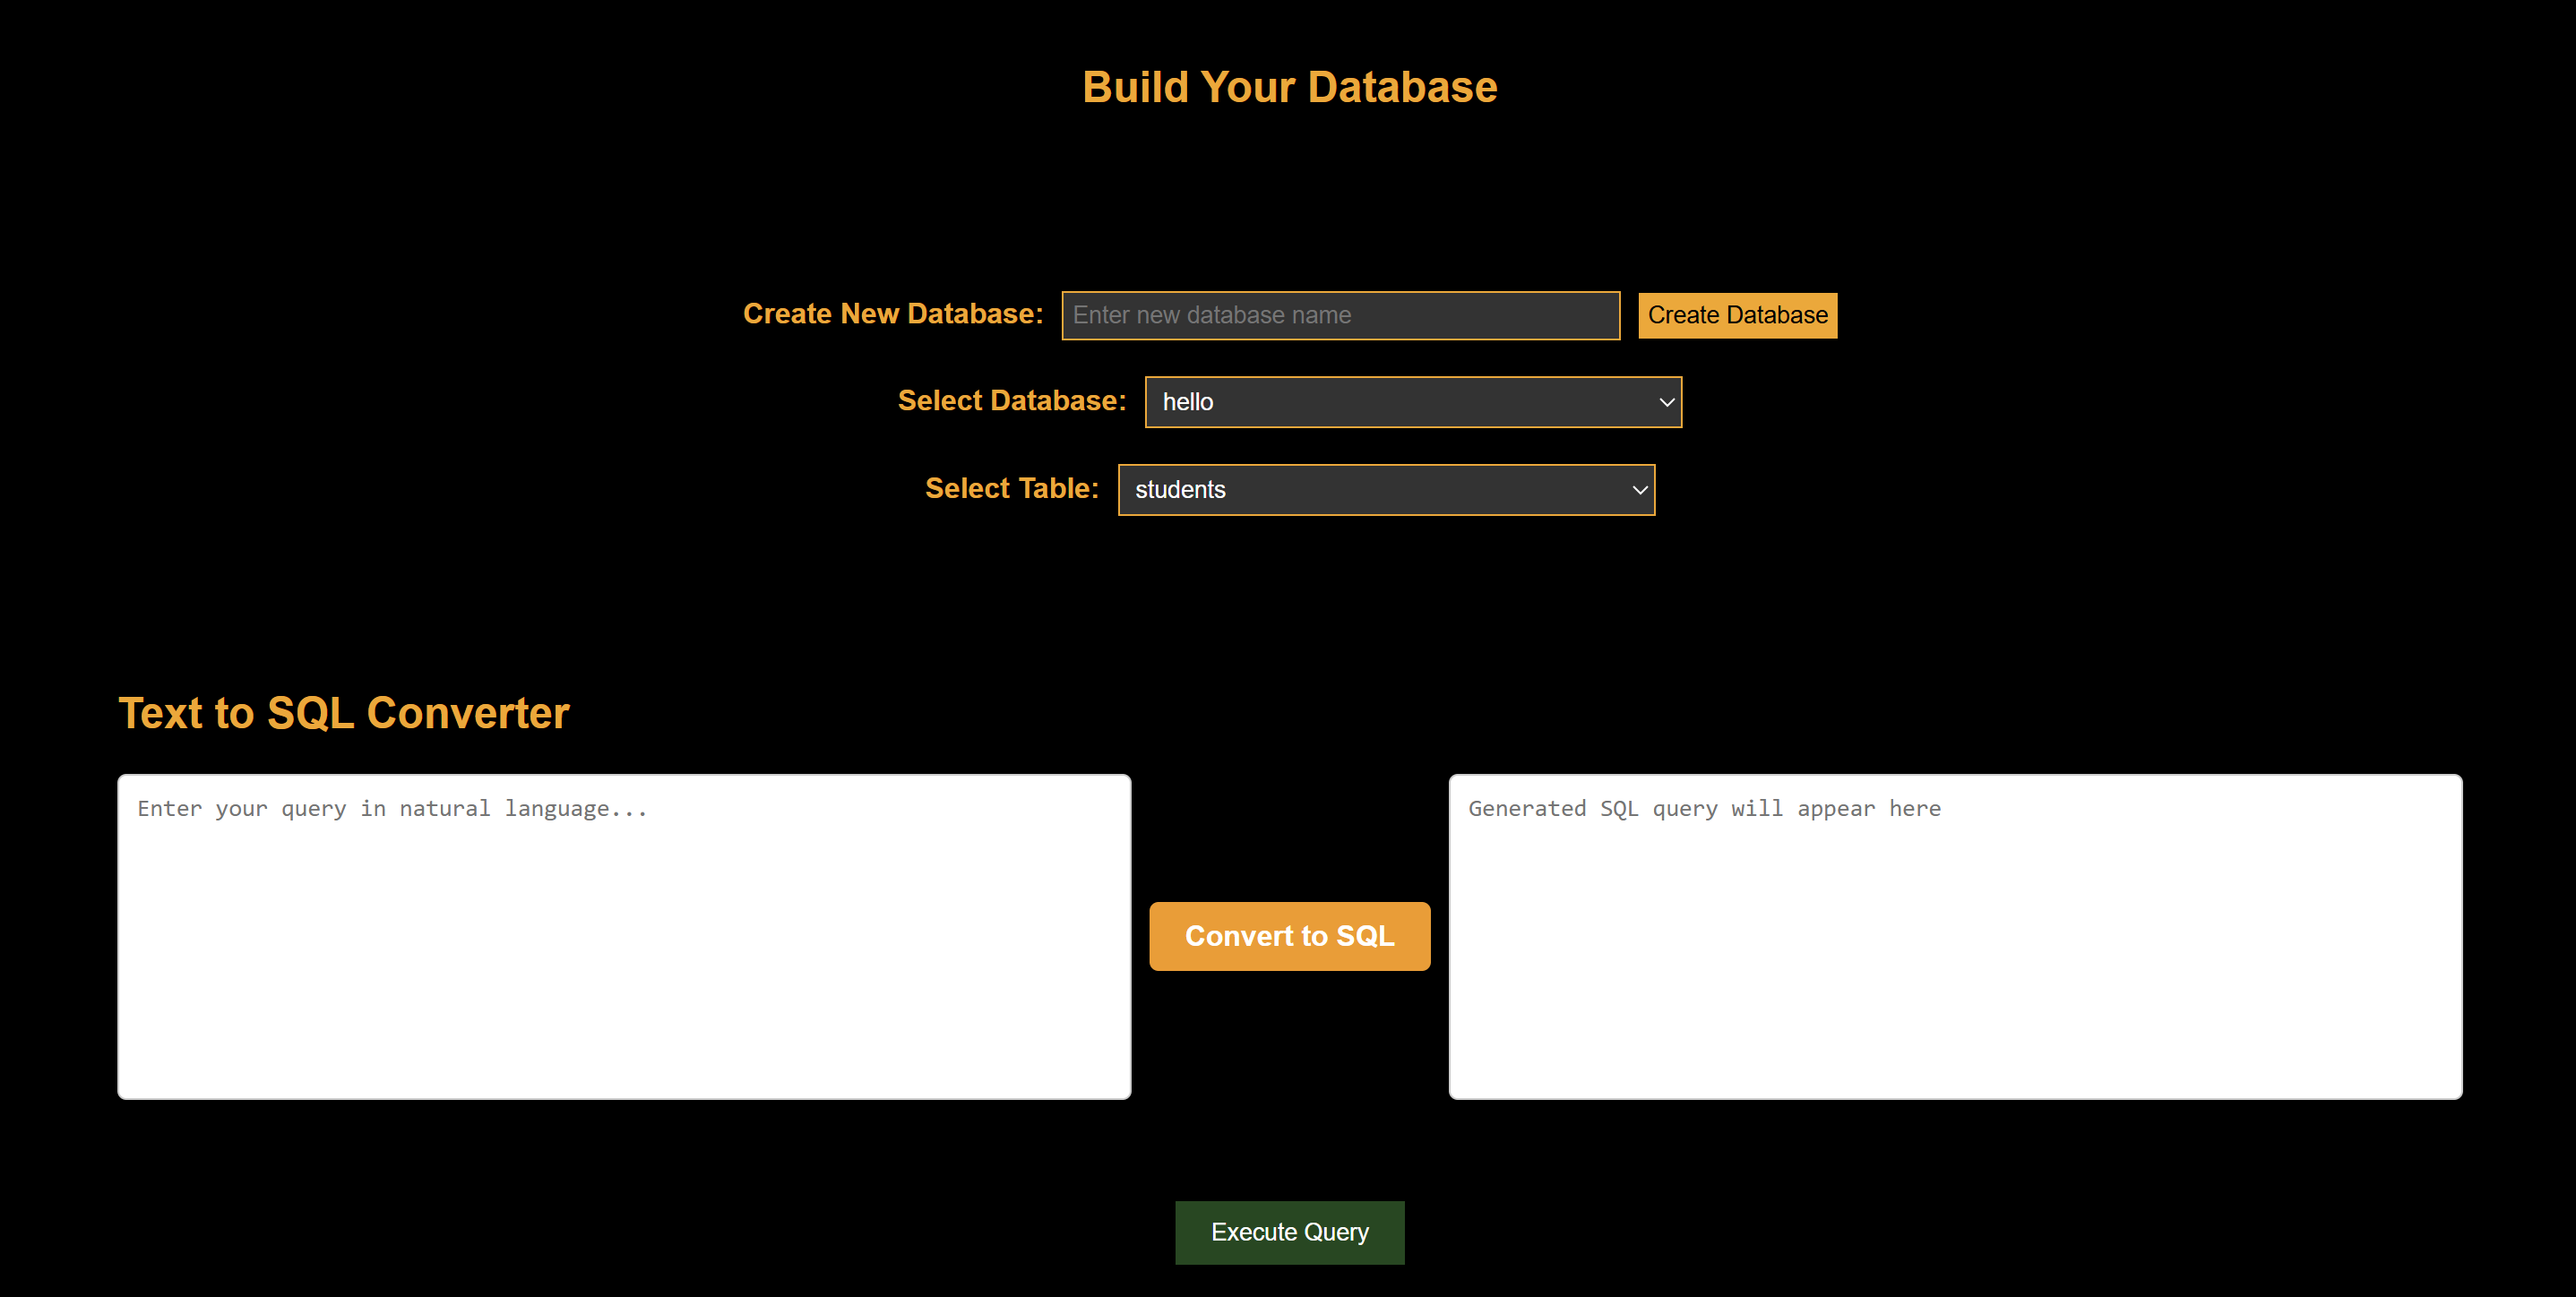 Build Your Database
Create New Database: Enter new database name Create Database
Select Database: hello
Select Table: students
Text to SQL Converter
Enter your query in natural language...
Generated SQL query will appear here
Convert to SQL
Execute Query